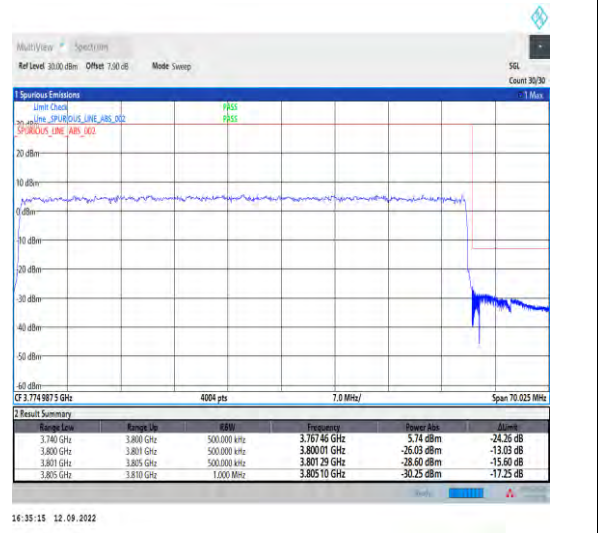 MultiView Spectrum
Ref Level 30.00 dBm Offset 7.90 dB Mode Sweep SGL
Count 30/30
1 Spurious Emissions 1 Max
Limit Check PASS
Line _SPURIOUS_LINE_ABS_002 PASS
_SPURIOUS_LINE_ABS_002
20 dBm
10 dBm
0 dBm
-10 dBm
-20 dBm
-30 dBm
-40 dBm
-50 dBm
-60 dBm
CF 3.774 987 5 GHz 4004 pts 7.0 MHz/ Span 70.025 MHz
2 Result Summary
Range Low Range Up RBW Frequency Power Abs ΔLimit
3.740 GHz 3.800 GHz 500.000 kHz 3.767 46 GHz 5.74 dBm -24.26 dB
3.800 GHz 3.801 GHz 500.000 kHz 3.800 01 GHz -26.03 dBm -13.03 dB
3.801 GHz 3.805 GHz 500.000 kHz 3.801 29 GHz -28.60 dBm -15.60 dB
3.805 GHz 3.810 GHz 1.000 MHz 3.805 10 GHz -30.25 dBm -17.25 dB
Ready
16:35:15 12.09.2022